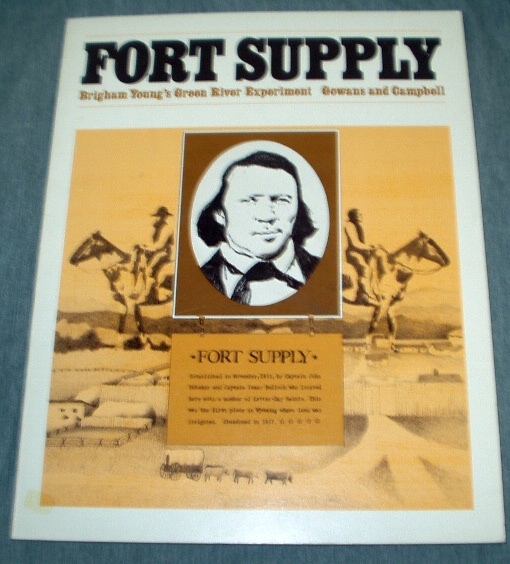 FORT SUPPLY
Brigham Young's Green River Experiment Gowans and Campbell
•FORT SUPPLY•
Established in November, 1853, by Captain John
Nebeker and Captain Isaac Bullock who located
here with a number of Latter-Day Saints. This
was the first place in Wyoming where land was
irrigated. Abandoned in 1857.